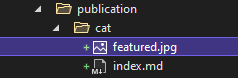 publication
cat
+ featured.jpg
+ M↓ index.md